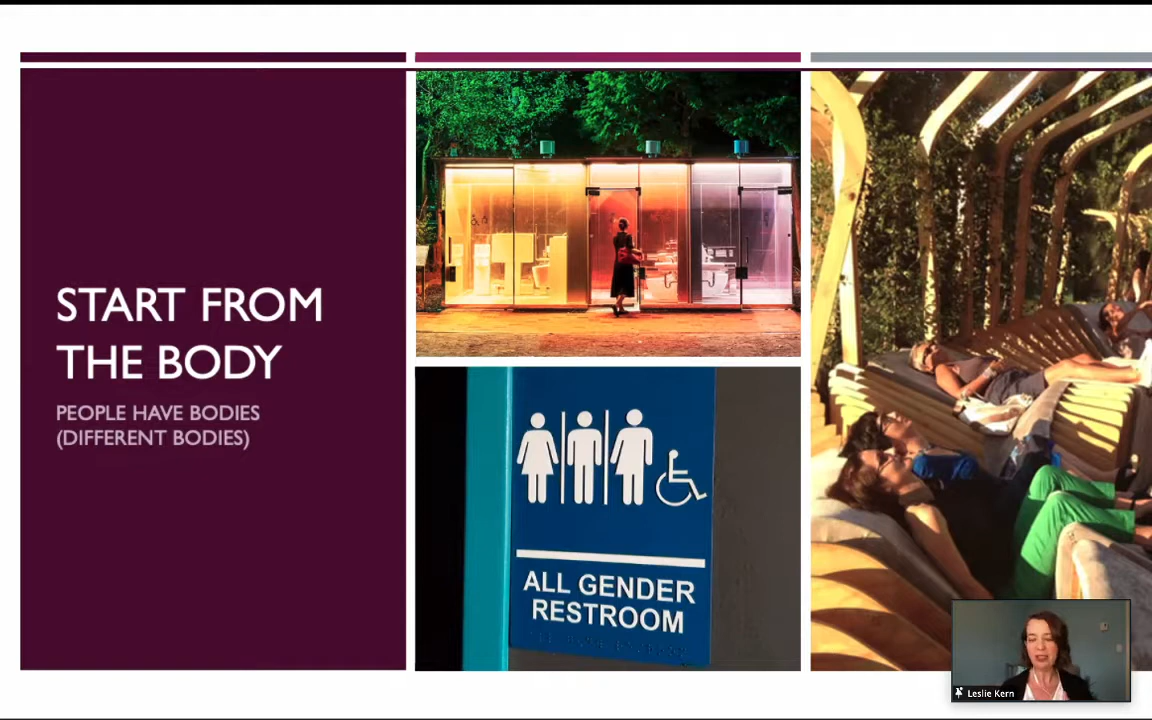 START FROM
THE BODY
PEOPLE HAVE BODIES
(DIFFERENT BODIES)
ALL GENDER
RESTROOM
Leslie Kern